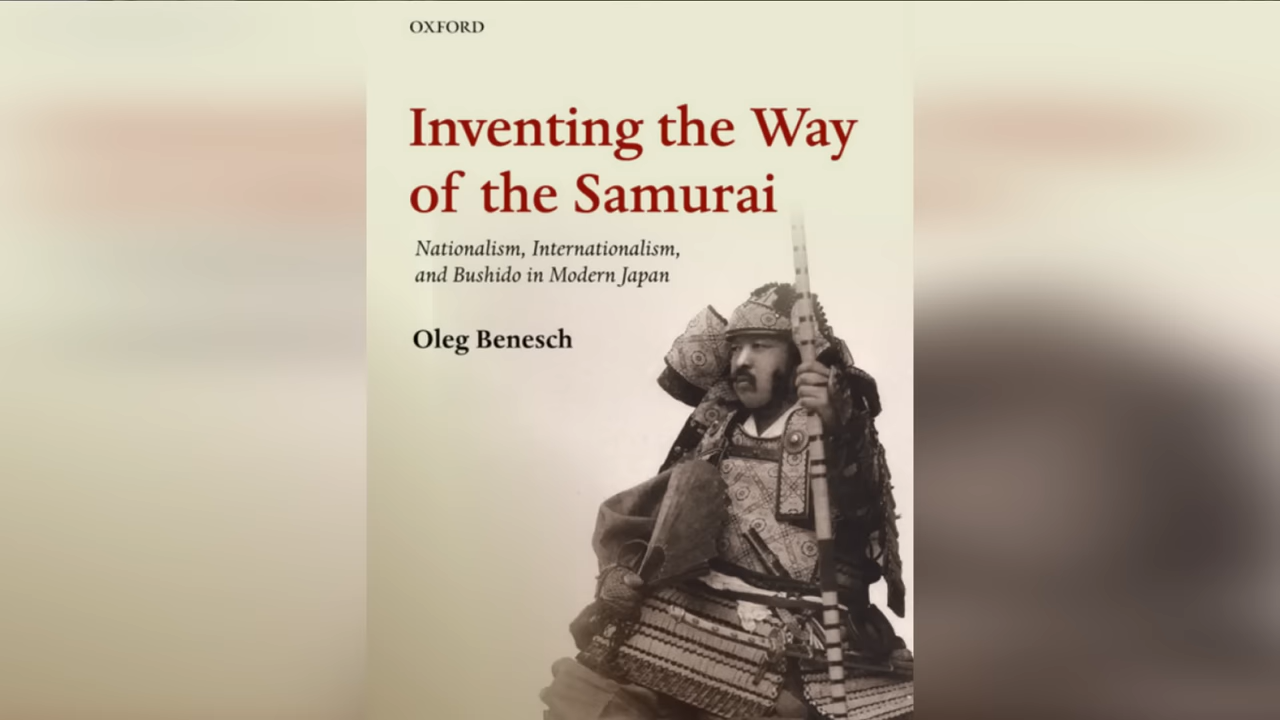 OXFORD
Inventing the Way
of the Samurai
Nationalism, Internationalism,
and Bushido in Modern Japan
Oleg Benesch